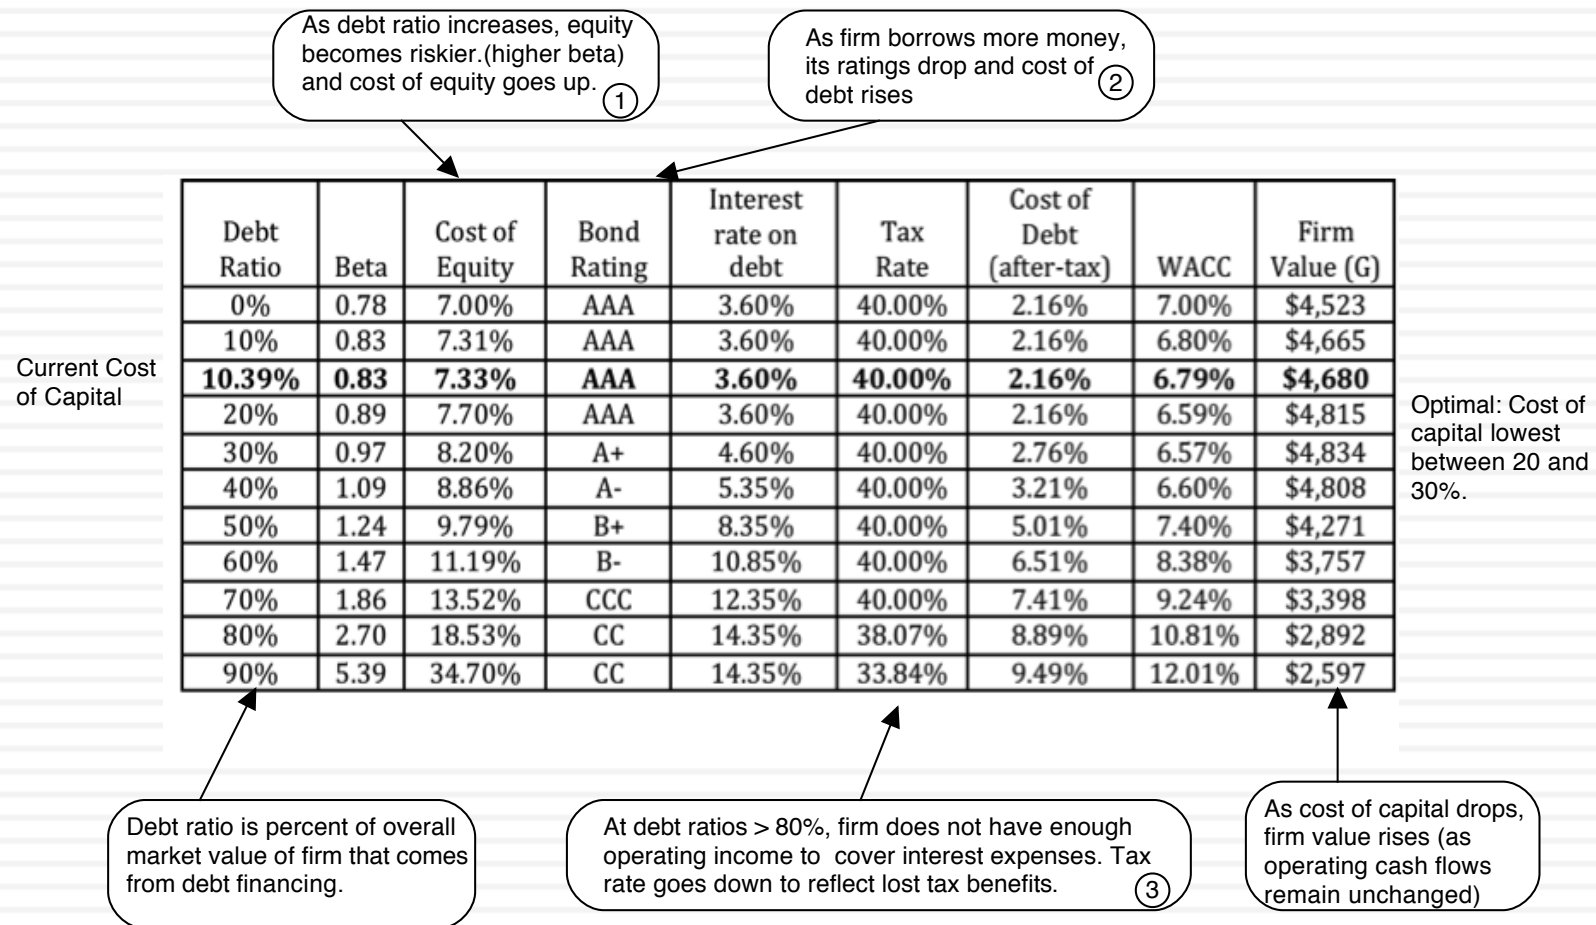 As debt ratio increases, equity
becomes riskier.(higher beta)
and cost of equity goes up.
1
As firm borrows more money,
its ratings drop and cost of
debt rises
2
Debt Ratio Beta Cost of Equity Bond Rating Interest rate on debt Tax Rate Cost of Debt (after-tax) WACC Firm Value (G)
0% 0.78 7.00% AAA 3.60% 40.00% 2.16% 7.00% $4,523
10% 0.83 7.31% AAA 3.60% 40.00% 2.16% 6.80% $4,665
Current Cost
of Capital
10.39% 0.83 7.33% AAA 3.60% 40.00% 2.16% 6.79% $4,680
20% 0.89 7.70% AAA 3.60% 40.00% 2.16% 6.59% $4,815
30% 0.97 8.20% A+ 4.60% 40.00% 2.76% 6.57% $4,834
40% 1.09 8.86% A- 5.35% 40.00% 3.21% 6.60% $4,808
50% 1.24 9.79% B+ 8.35% 40.00% 5.01% 7.40% $4,271
60% 1.47 11.19% B- 10.85% 40.00% 6.51% 8.38% $3,757
70% 1.86 13.52% CCC 12.35% 40.00% 7.41% 9.24% $3,398
80% 2.70 18.53% CC 14.35% 38.07% 8.89% 10.81% $2,892
90% 5.39 34.70% CC 14.35% 33.84% 9.49% 12.01% $2,597
Optimal: Cost of
capital lowest
between 20 and
30%.
Debt ratio is percent of overall
market value of firm that comes
from debt financing.
At debt ratios > 80%, firm does not have enough
operating income to cover interest expenses. Tax
rate goes down to reflect lost tax benefits.
3
As cost of capital drops,
firm value rises (as
operating cash flows
remain unchanged)